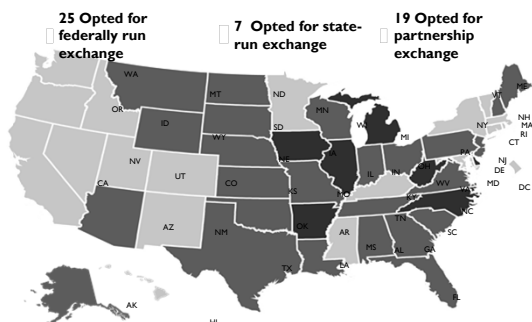 25 Opted for
federally run
exchange
7 Opted for state-
run exchange
19 Opted for
partnership
exchange
WA
MT
ND
OR
ID
SD
MN
WI
MI
NY
VT
ME
NH
MA
RI
CT
NJ
DE
MD
DC
PA
WY
NE
IA
IL
IN
OH
WV
VA
NV
UT
CO
KS
MO
KY
NC
CA
AZ
NM
OK
AR
TN
SC
TX
LA
MS
AL
GA
FL
AK
HI